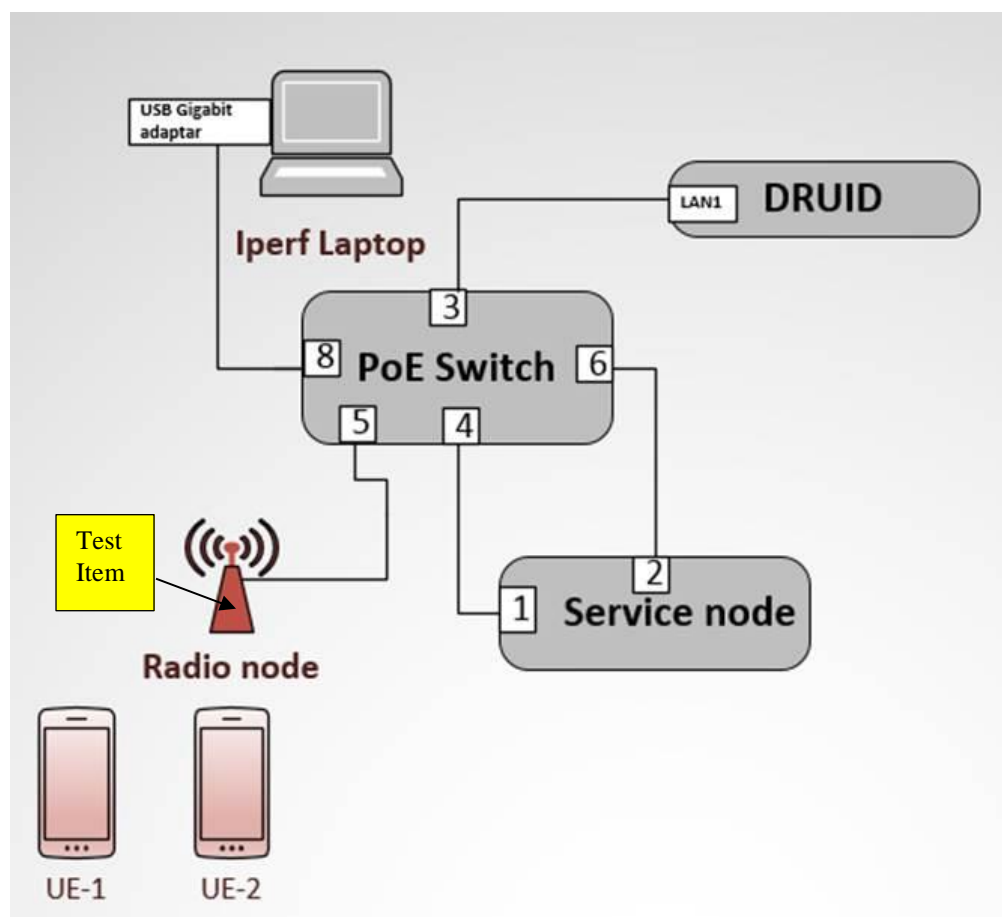 USB Gigabit
adaptar
Iperf Laptop
LAN1
DRUID
3
8
PoE Switch
6
5
4
Test
Item
2
1
Service node
Radio node
UE-1
UE-2